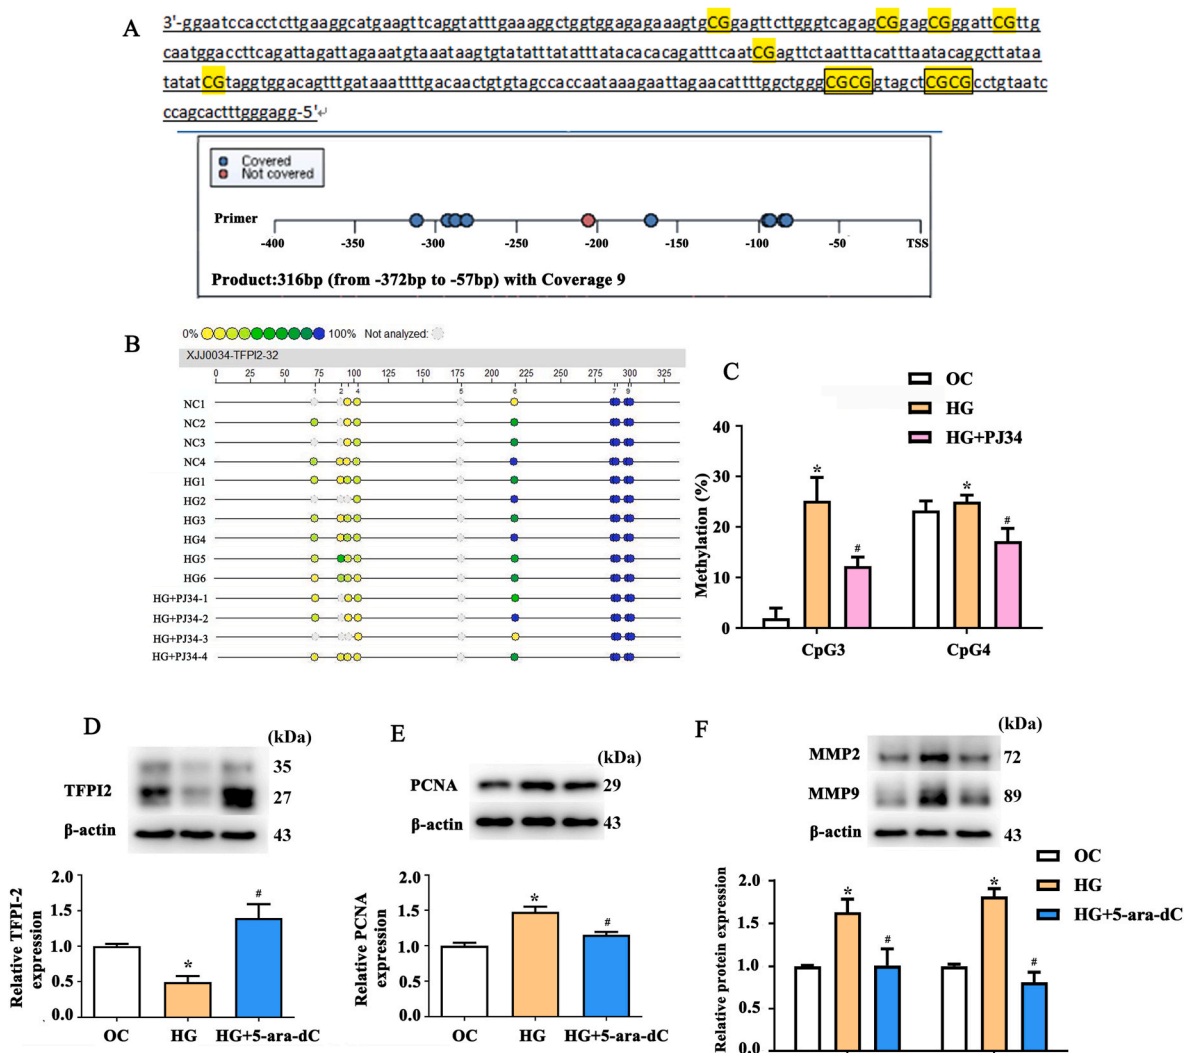 A
3'-ggaatccacctcttgaaggcatgaagttcaggtatttgaaaggctggtggagagaaagtgCGgagttcttgggtcagagCGgagCGggattCGttg
caatggaccttcagattagattagaaatgtaaataagtgtatatttatatttatacacacagatttcaatCGagttctaatttacatttaatacaggcttataa
tatatCGtaggtggacagtttgataaattttgacaactgtgtagccaccaataaagaattagaacattttggctgggCGCGgtagctCGCGcctgtaatc
ccagcactttgggagg-5'
Covered
Not covered
Primer
-400 -350 -300 -250 -200 -150 -100 -50 TSS
Product:316bp (from -372bp to -57bp) with Coverage 9
B
0% 100% Not analyzed:
XJJ0034-TFPI2-32
0 25 50 75 100 125 150 175 200 225 250 275 300 325
1 2 4 5 6 7 9
NC1
NC2
NC3
NC4
HG1
HG2
HG3
HG4
HG5
HG6
HG+PJ34-1
HG+PJ34-2
HG+PJ34-3
HG+PJ34-4
C
OC
HG
HG+PJ34
Methylation (%)
40
30
20
10
0
* # * #
CpG3 CpG4
D
(kDa)
35
TFPI2 27
β-actin 43
Relative TFPI-2
expression
2.0
1.5
1.0
0.5
0.0
* #
OC HG HG+5-ara-dC
E
(kDa)
PCNA 29
β-actin 43
Relative PCNA
expression
2.0
1.5
1.0
0.5
0.0
* #
OC HG HG+5-ara-dC
F
(kDa)
MMP2 72
MMP9 89
β-actin 43
OC
HG
HG+5-ara-dC
Relative protein expression
2.0
1.5
1.0
0.5
0.0
* # * #